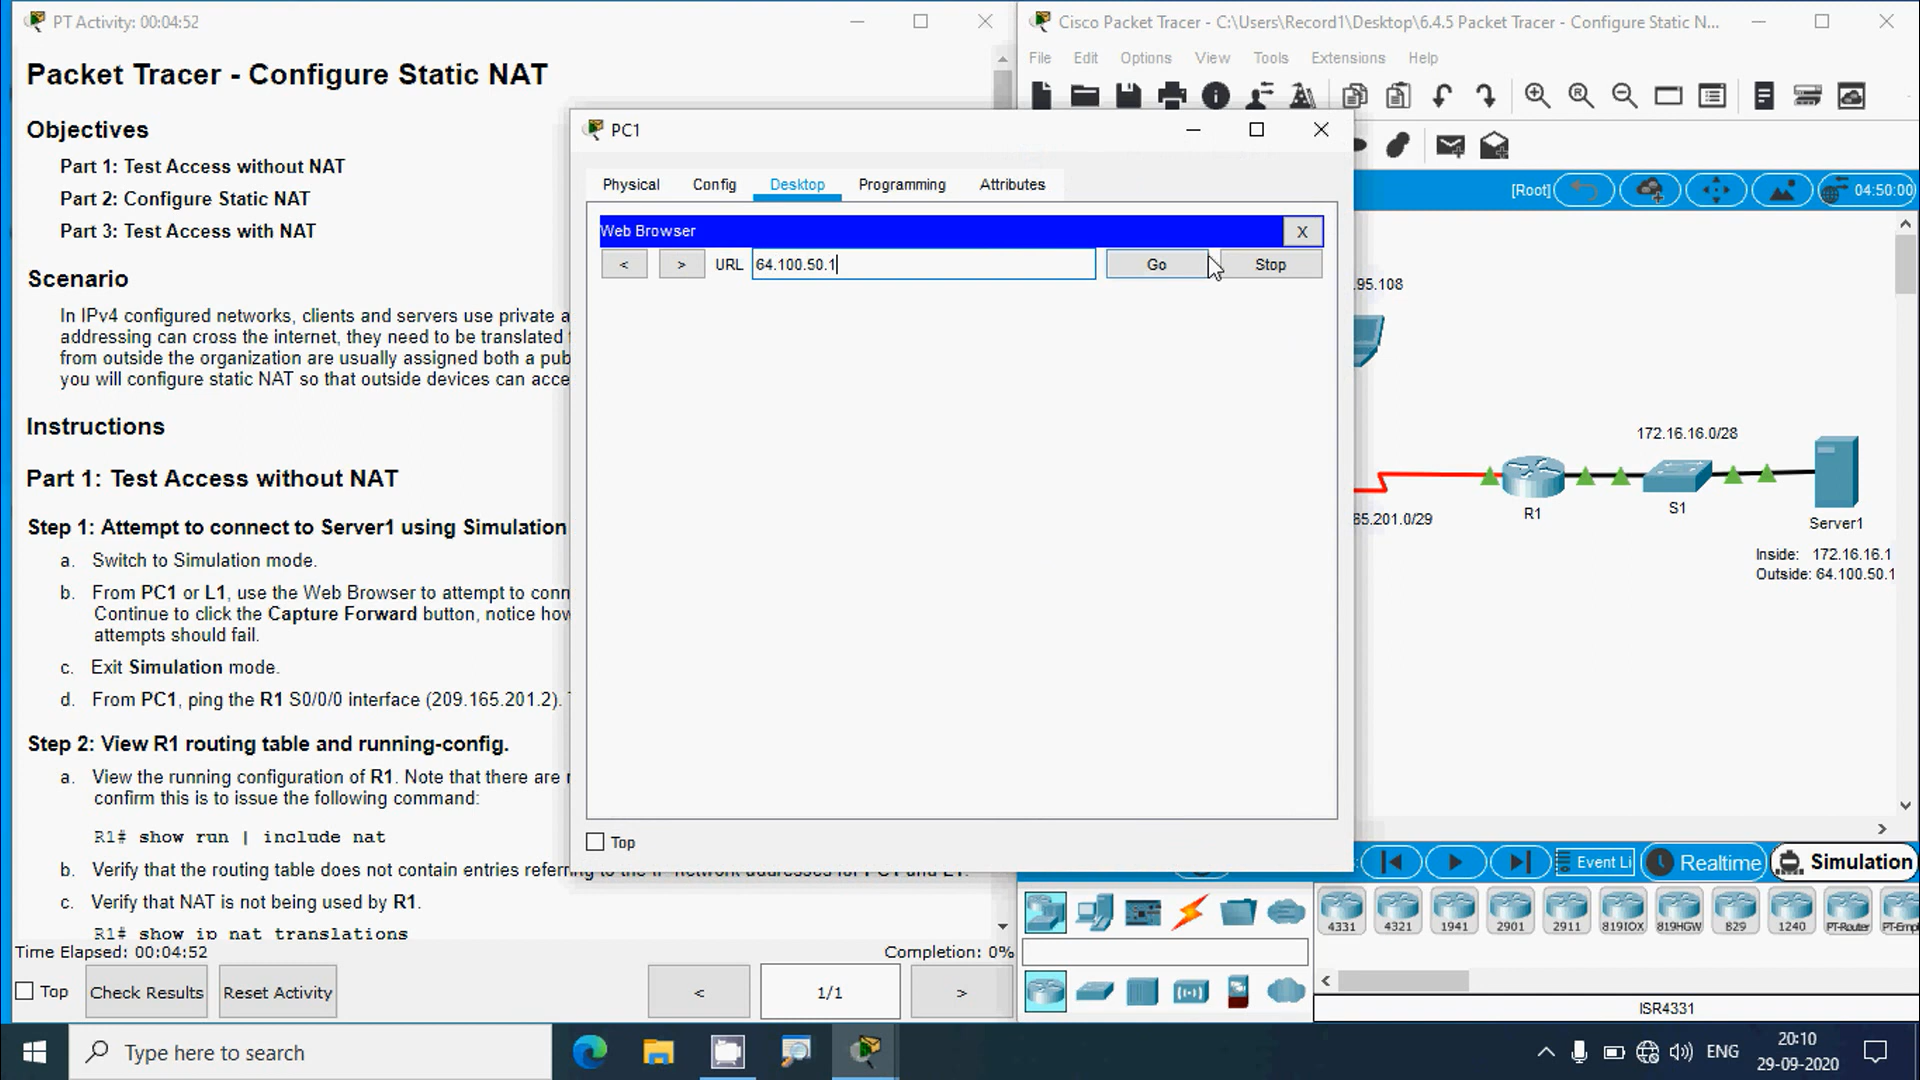 PT Activity: 00:04:52
Packet Tracer - Configure Static NAT
Objectives
Part 1: Test Access without NAT
Part 2: Configure Static NAT
Part 3: Test Access with NAT
Scenario
In IPv4 configured networks, clients and servers use private a
addressing can cross the internet, they need to be translated
from outside the organization are usually assigned both a pub
you will configure static NAT so that outside devices can acce
Instructions
Part 1: Test Access without NAT
Step 1: Attempt to connect to Server1 using Simulation
a. Switch to Simulation mode.
b. From PC1 or L1, use the Web Browser to attempt to conn
Continue to click the Capture Forward button, notice how
attempts should fail.
c. Exit Simulation mode.
d. From PC1, ping the R1 S0/0/0 interface (209.165.201.2).
Step 2: View R1 routing table and running-config.
a. View the running configuration of R1. Note that there are
confirm this is to issue the following command:
R1# show run | include nat
b. Verify that the routing table does not contain entries referring to the IP network addresses for PC1 and L1.
c. Verify that NAT is not being used by R1.
R1# show ip nat translations
Time Elapsed: 00:04:52
Completion: 0%
Top
Check Results
Reset Activity
<
1/1
>
PC1
Physical
Config
Desktop
Programming
Attributes
Web Browser
X
<
>
URL
64.100.50.1
Go
Stop
Top
Cisco Packet Tracer - C:\Users\Record1\Desktop\6.4.5 Packet Tracer - Configure Static N...
File
Edit
Options
View
Tools
Extensions
Help
[Root]
04:50:00
95.108
172.16.16.0/28
R1
S1
Server1
65.201.0/29
Inside: 172.16.16.1
Outside: 64.100.50.1
Event Li
Realtime
Simulation
4331
4321
1941
2901
2911
819IOX
819HGW
829
1240
PT-Router
PT-Emp
ISR4331
Type here to search
ENG
20:10
29-09-2020